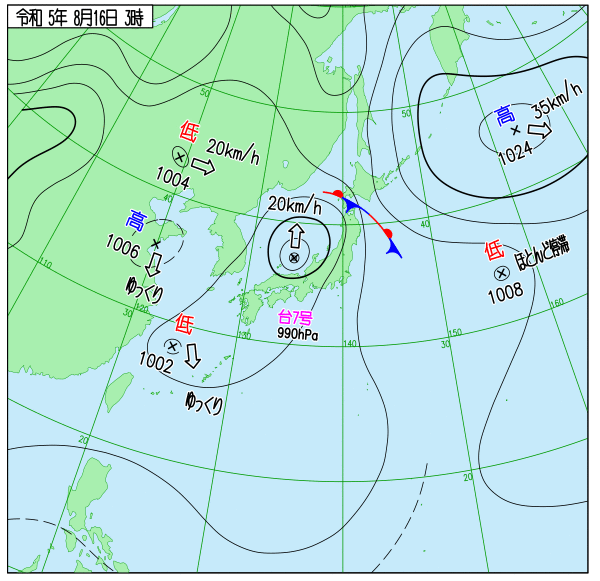 令和 5年 8月16日 3時
高
35km/h
1024
50
50
低
20km/h
1004
40
40
20km/h
高
1006
ゆっくり
低
ほとんど停滞
1008
110
120
30
低
1002
ゆっくり
台7号
990hPa
130
140
30
150
160
20
20